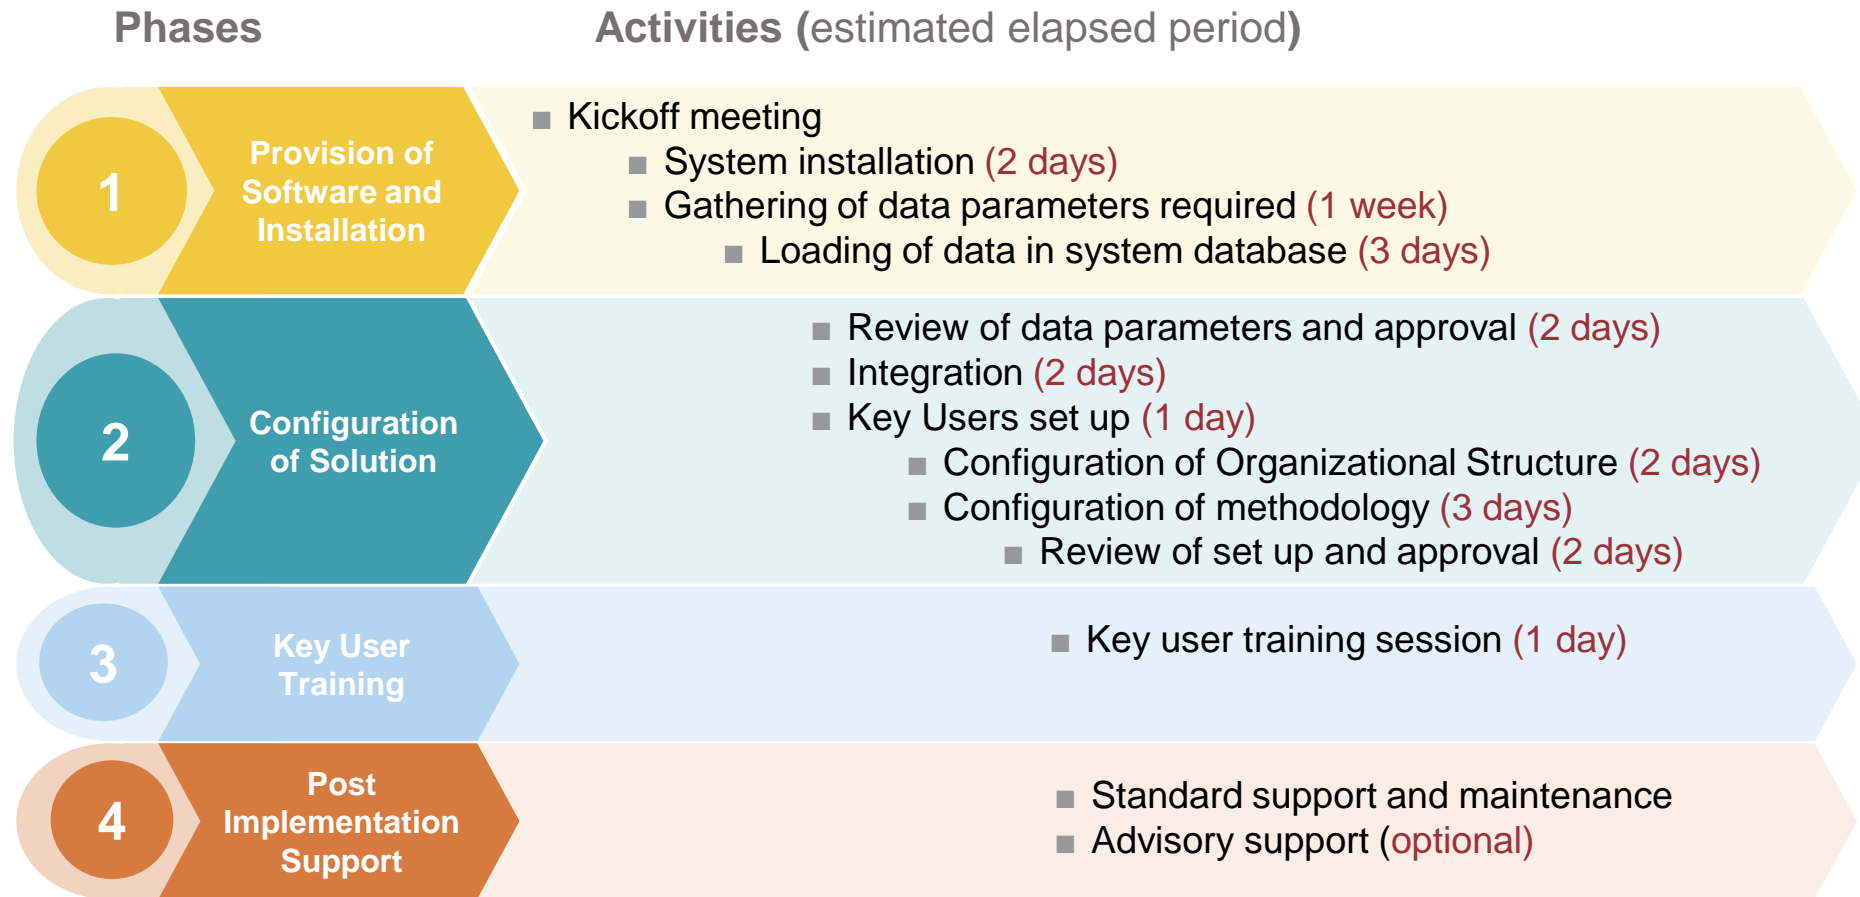 Phases
Activities (estimated elapsed period)
1
Provision of
Software and
Installation
Kickoff meeting
System installation (2 days)
Gathering of data parameters required (1 week)
Loading of data in system database (3 days)
2
Configuration
of Solution
Review of data parameters and approval (2 days)
Integration (2 days)
Key Users set up (1 day)
Configuration of Organizational Structure (2 days)
Configuration of methodology (3 days)
Review of set up and approval (2 days)
3
Key User
Training
Key user training session (1 day)
4
Post
Implementation
Support
Standard support and maintenance
Advisory support (optional)